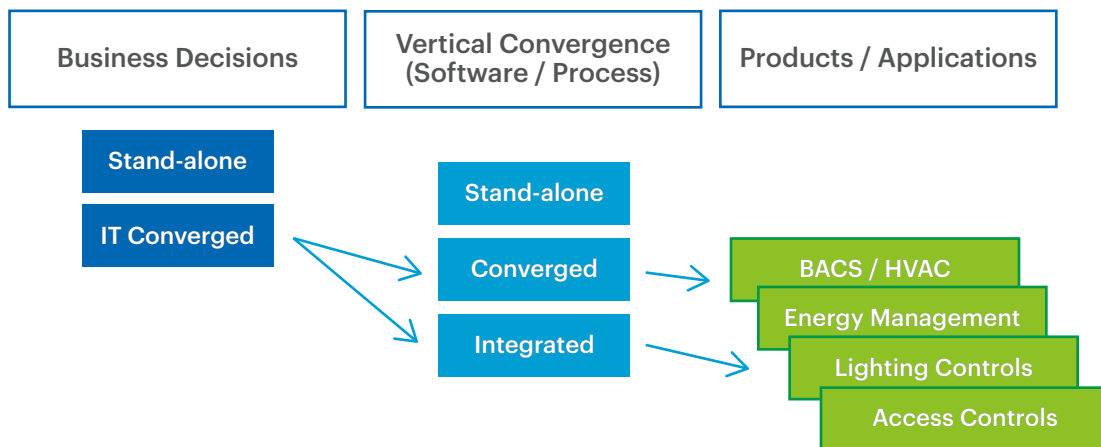 Business Decisions
Vertical Convergence
(Software / Process)
Products / Applications
Stand-alone
IT Converged
Stand-alone
Converged
Integrated
BACS / HVAC
Energy Management
Lighting Controls
Access Controls